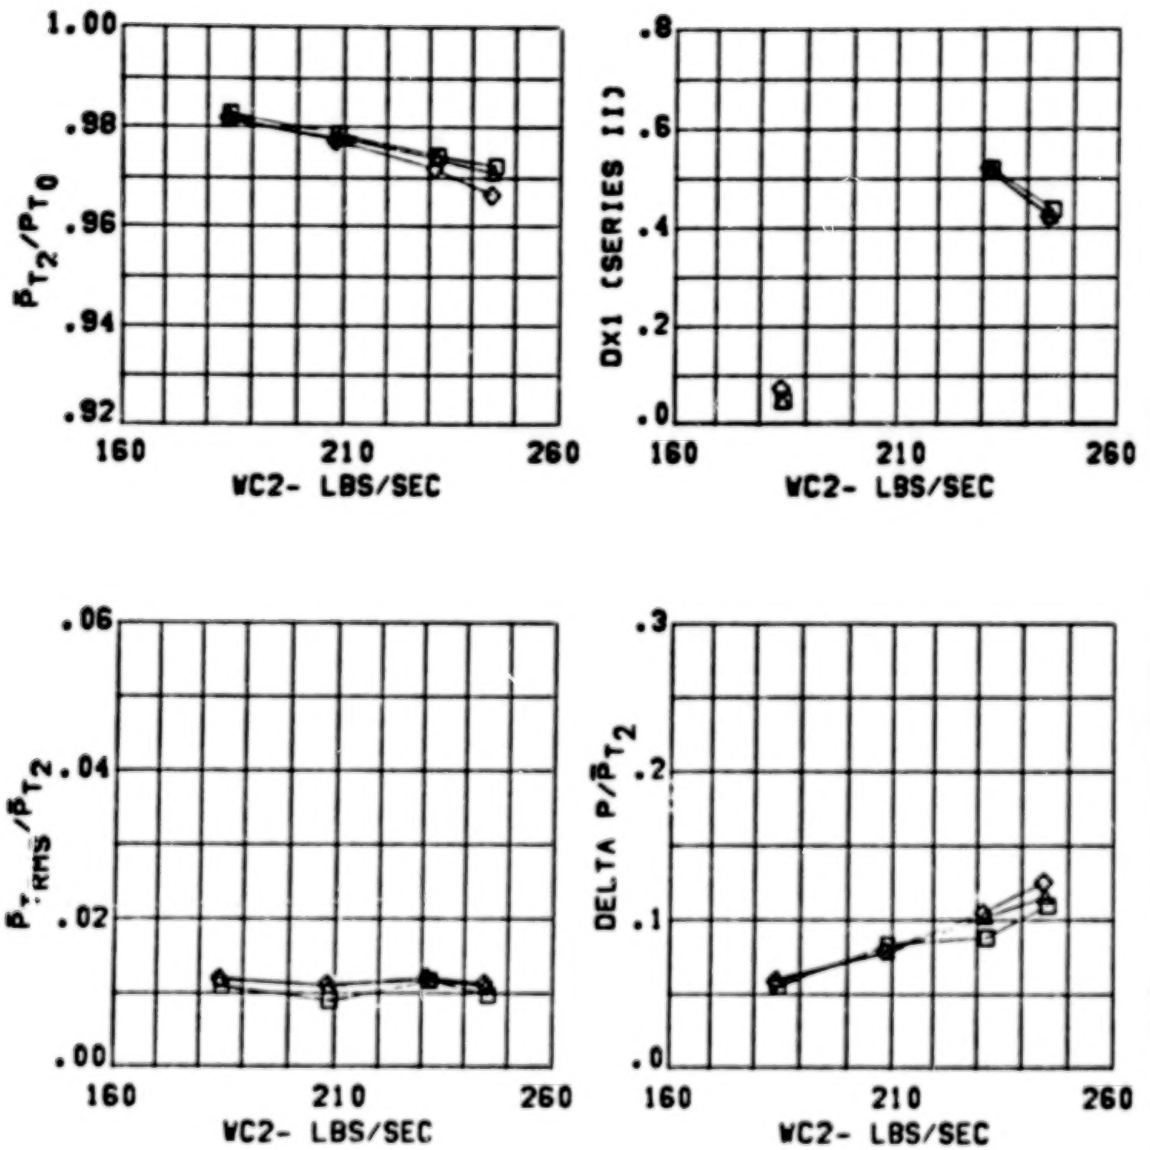 1.00
.98
.96
.94
.92
P̄T2/PT0
160 210 260
WC2- LBS/SEC
.8
.6
.4
.2
.0
DX1 (SERIES II)
160 210 260
WC2- LBS/SEC
.06
.04
.02
.00
P̄TRMS/P̄T2
160 210 260
WC2- LBS/SEC
.3
.2
.1
.0
DELTA P/P̄T2
160 210 260
WC2- LBS/SEC